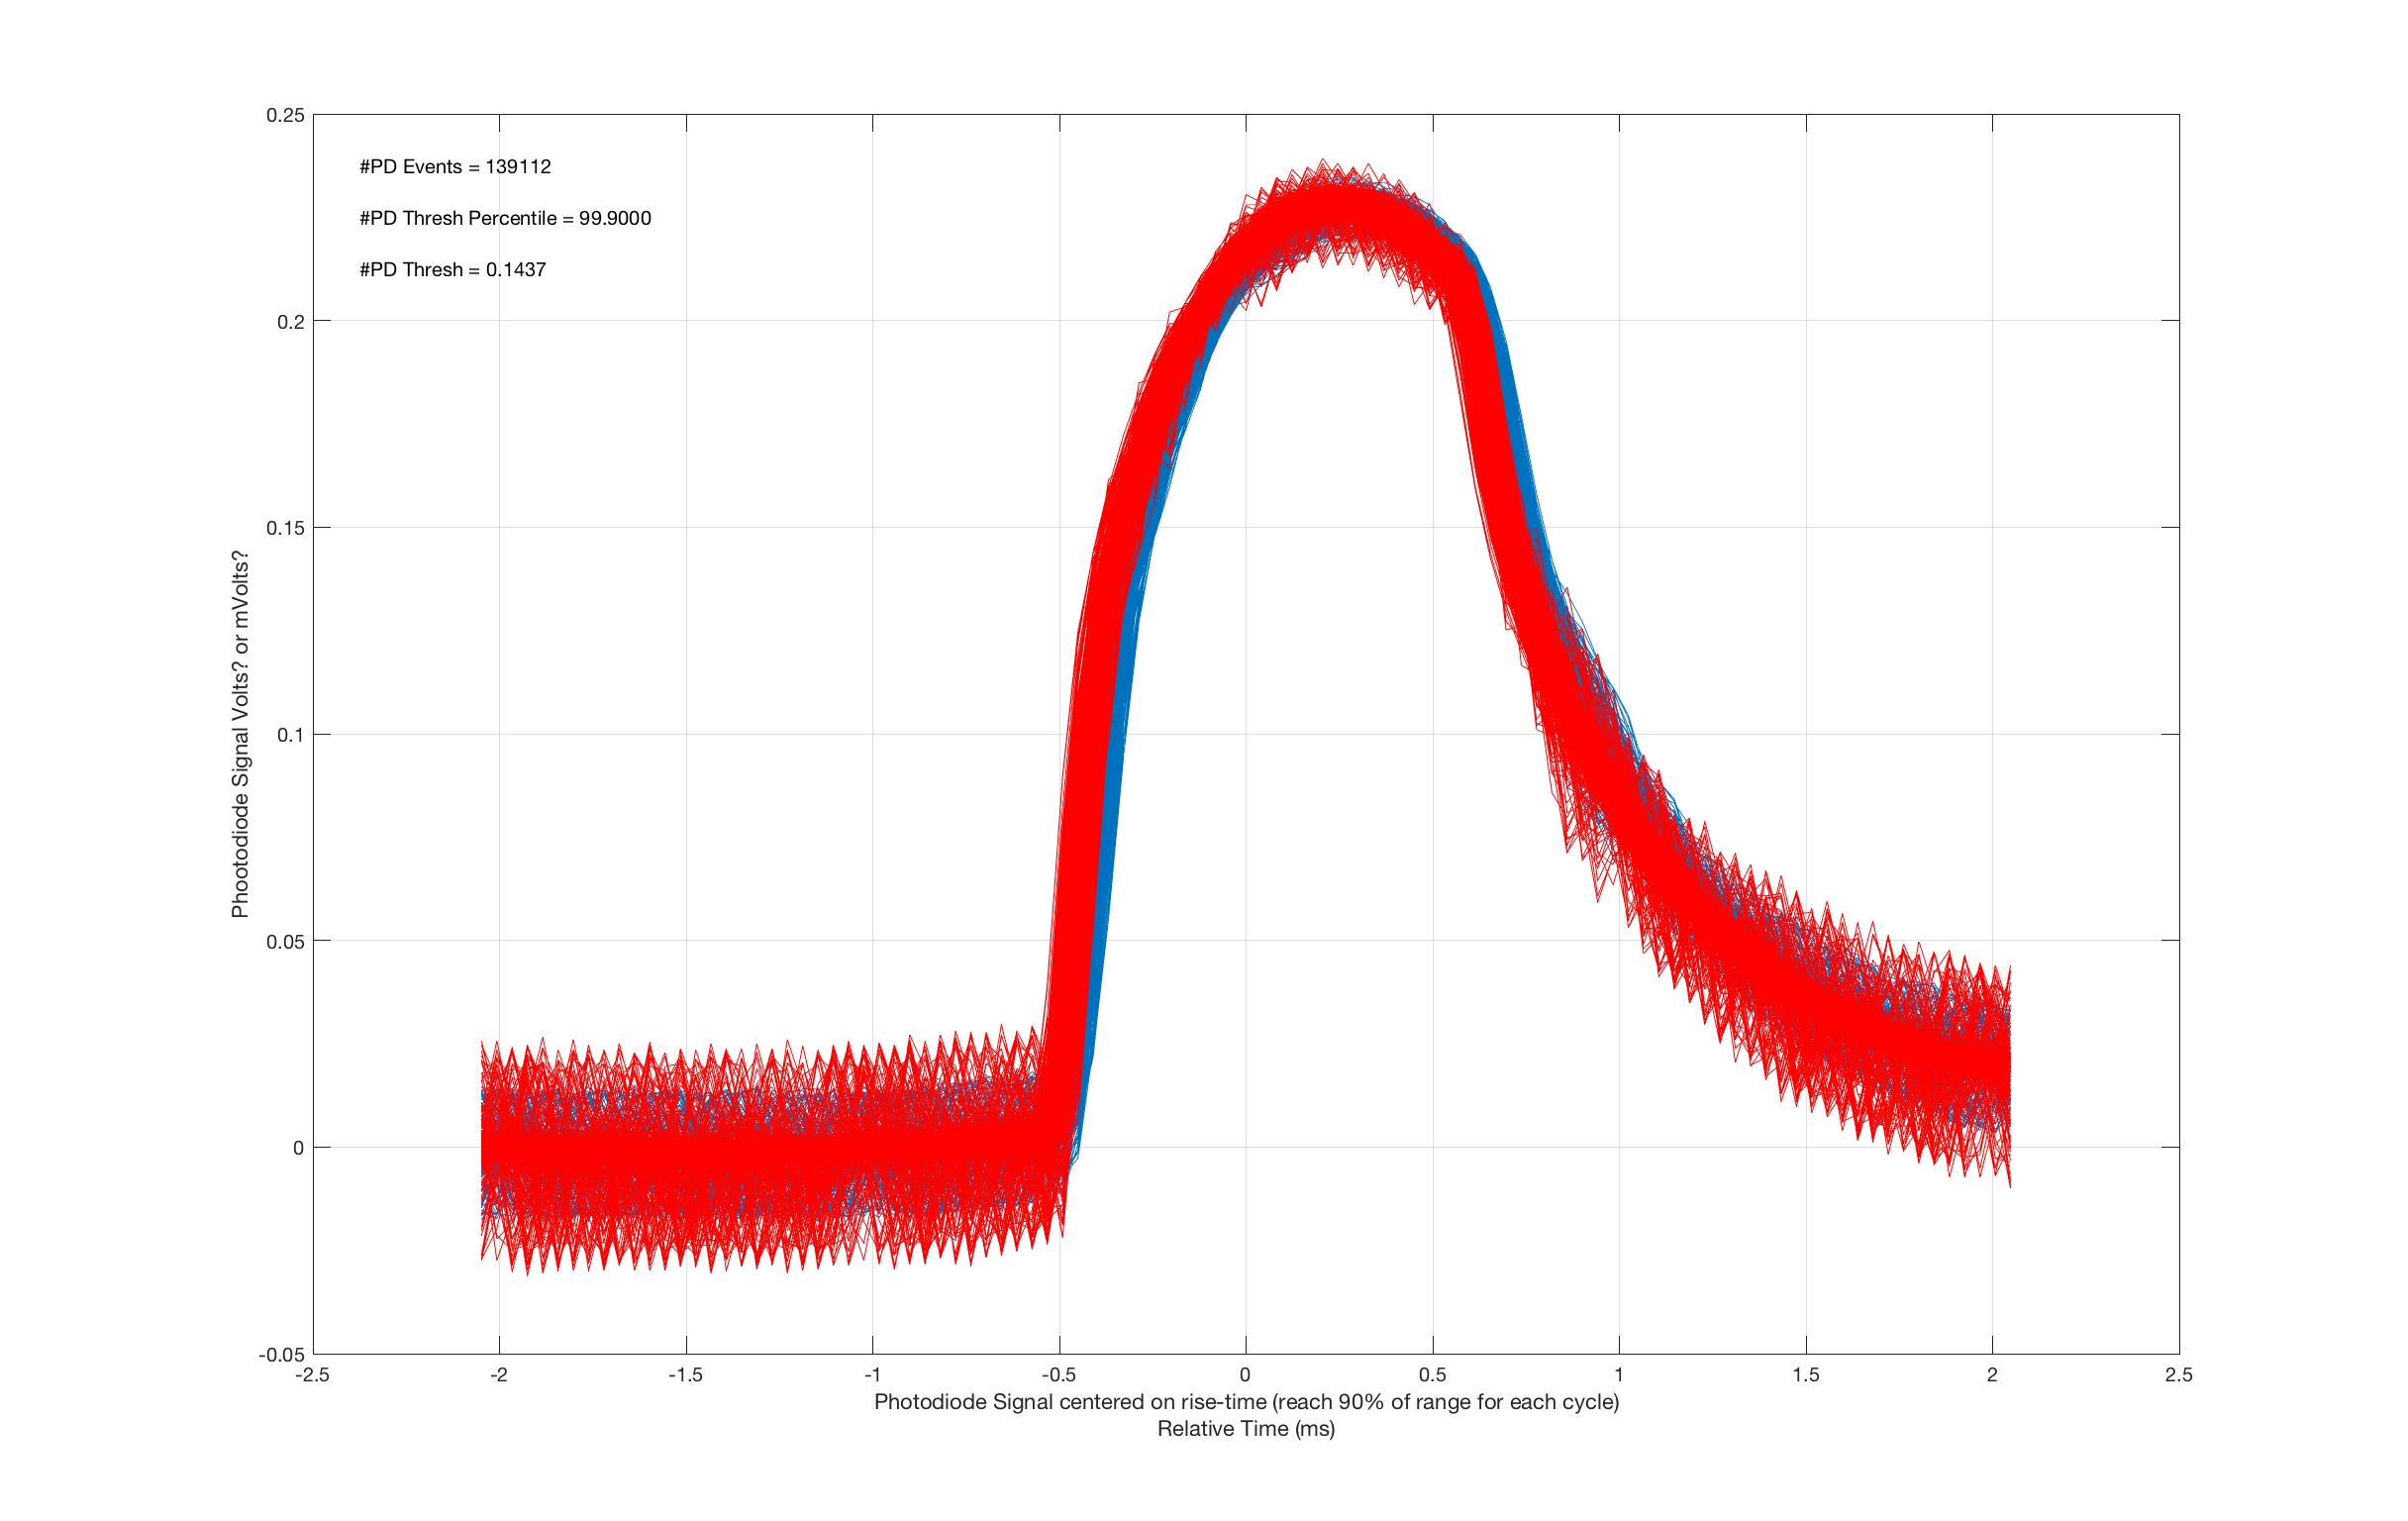 0.25
#PD Events = 139112
#PD Thresh Percentile = 99.9000
#PD Thresh = 0.1437
0.2
0.15
Phootodiode Signal Volts? or mVolts?
0.1
0.05
0
-0.05
-2.5 -2 -1.5 -1 -0.5 0 0.5 1 1.5 2 2.5
Photodiode Signal centered on rise-time (reach 90% of range for each cycle)
Relative Time (ms)